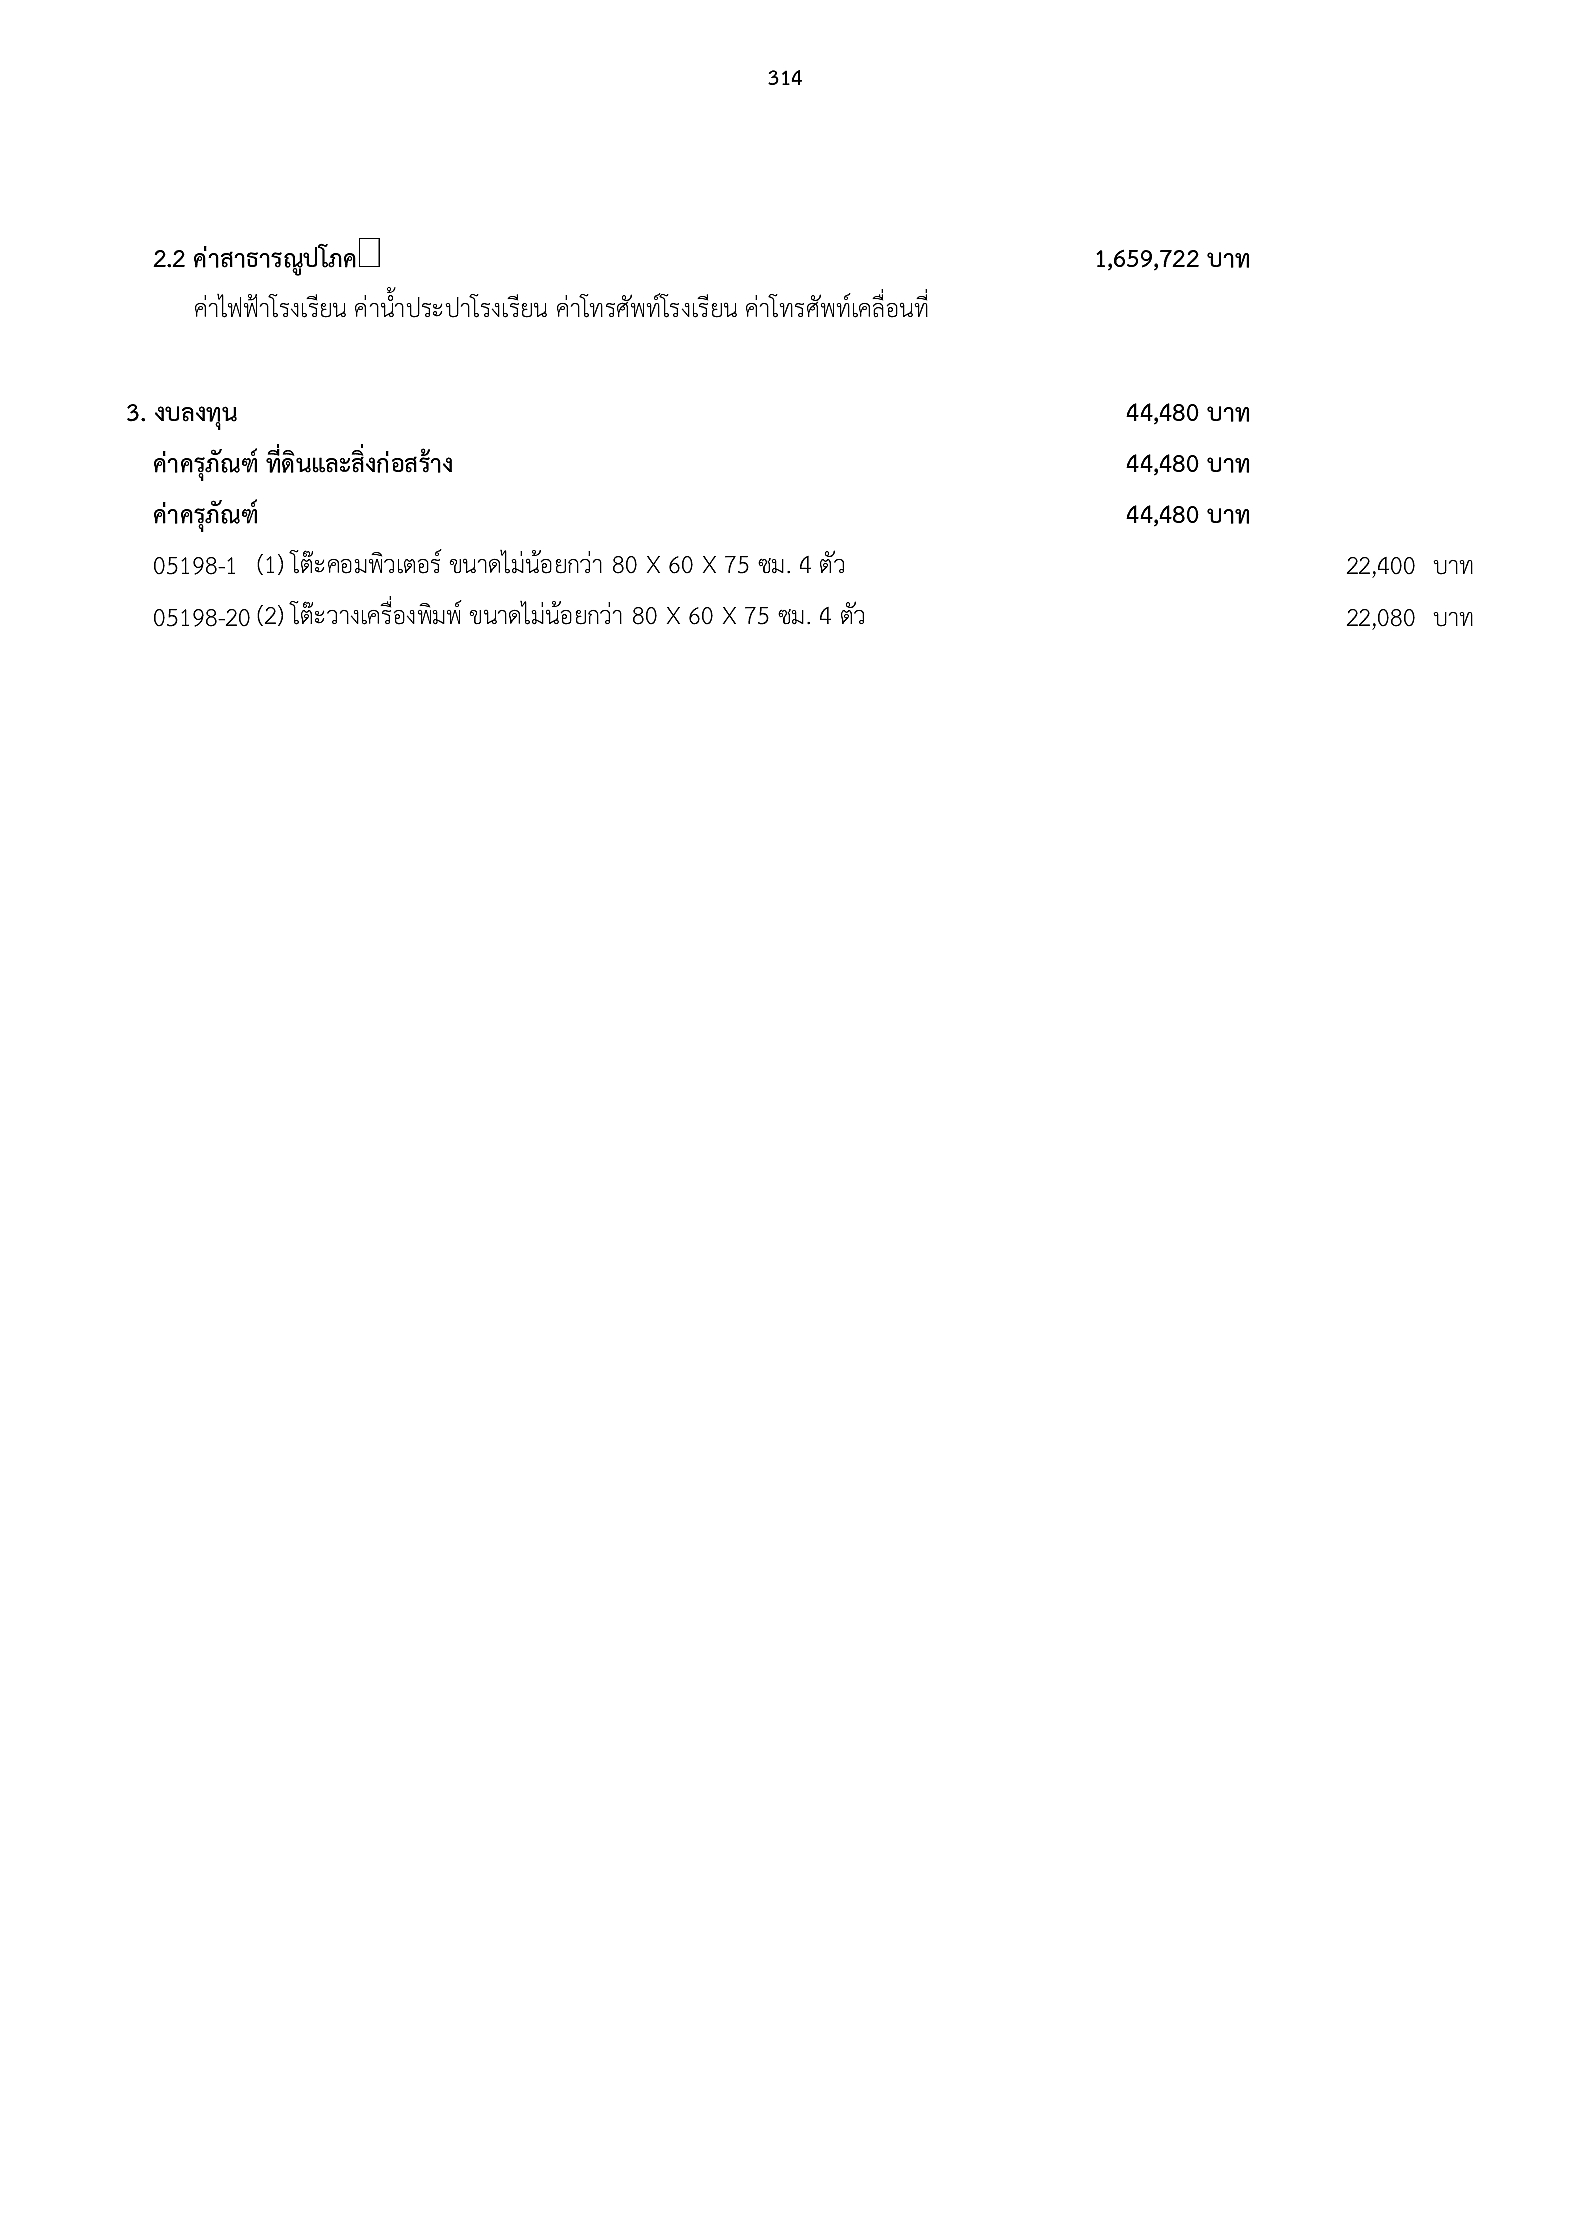 314
2.2 ค่าสาธารณูปโภค 1,659,722 บาท
ค่าไฟฟ้าโรงเรียน ค่าน้ำประปาโรงเรียน ค่าโทรศัพท์โรงเรียน ค่าโทรศัพท์เคลื่อนที่
3. งบลงทุน 44,480 บาท
ค่าครุภัณฑ์ ที่ดินและสิ่งก่อสร้าง 44,480 บาท
ค่าครุภัณฑ์ 44,480 บาท
05198-1 (1) โต๊ะคอมพิวเตอร์ ขนาดไม่น้อยกว่า 80 X 60 X 75 ซม. 4 ตัว 22,400 บาท
05198-20 (2) โต๊ะวางเครื่องพิมพ์ ขนาดไม่น้อยกว่า 80 X 60 X 75 ซม. 4 ตัว 22,080 บาท